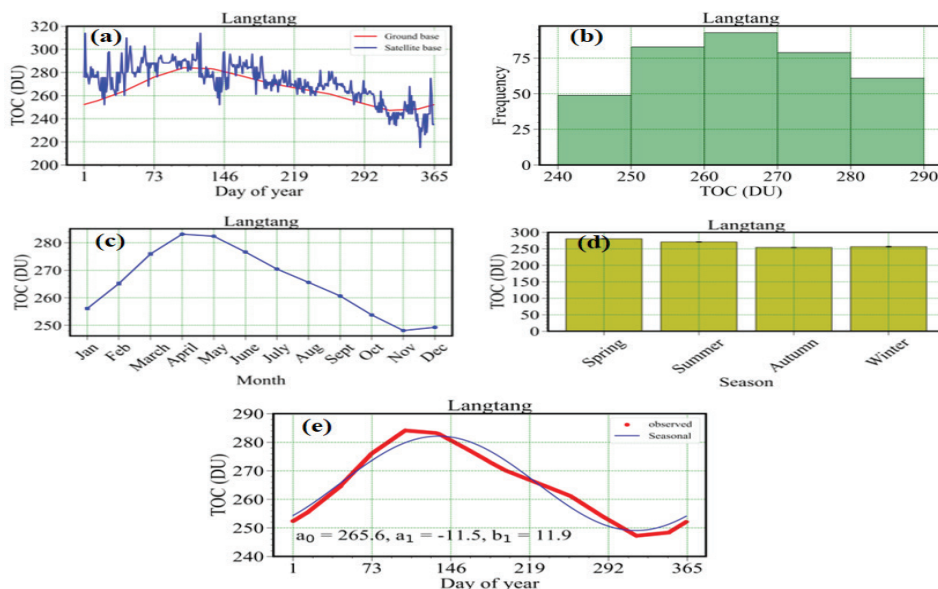 Langtang
(a)
Ground base
Satellite base
TOC (DU)
320
300
280
260
240
220
200
1
73
146
219
292
365
Day of year
Langtang
(b)
Frequency
75
50
25
0
240
250
260
270
280
290
TOC (DU)
Langtang
(c)
TOC (DU)
280
270
260
250
Jan
Feb
March
April
May
June
July
Aug
Sept
Oct
Nov
Dec
Month
Langtang
(d)
TOC (DU)
300
250
200
150
100
50
0
Spring
Summer
Autumn
Winter
Season
Langtang
(e)
observed
Seasonal
TOC (DU)
290
280
270
260
250
240
a₀ = 265.6, a₁ = -11.5, b₁ = 11.9
1
73
146
219
292
365
Day of year